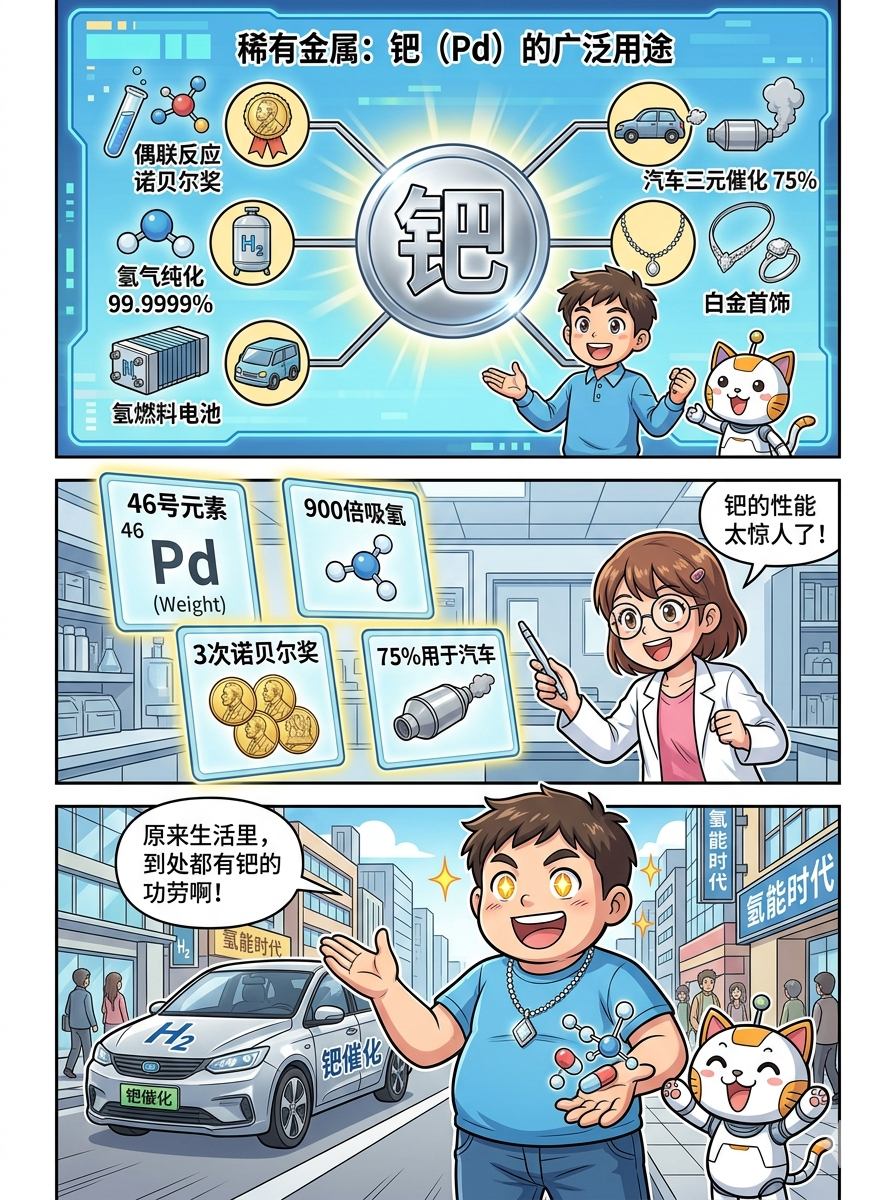 稀有金属：钯（Pd）的广泛用途
偶联反应
诺贝尔奖
汽车三元催化 75%
钯
H₂
氢气纯化
99.9999%
白金首饰
氢燃料电池
46号元素
46
Pd
(Weight)
900倍吸氢
钯的性能
太惊人了！
3次诺贝尔奖
75%用于汽车
原来生活里，
到处都有钯的
功劳啊！
氢能时代
氢能时代
H₂
氢能时代
H₂
钯催化
钯催化